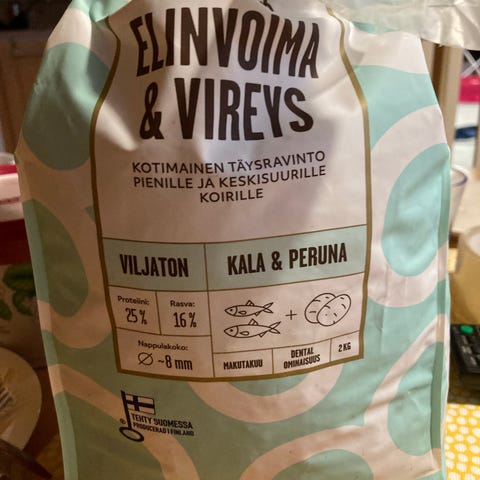 ELINVOIMA
& VIREYS
KOTIMAINEN TÄYSRAVINTO
PIENILLE JA KESKISUURILLE
KOIRILLE
VILJATON
KALA & PERUNA
Proteiini:
25 %
Rasva:
16 %
+
Nappulakoko:
Ø ~8 mm
MAKUTAKUU
DENTAL
OMINAISUUS
2 KG
TEHTY SUOMESSA
PRODUCERAD I FINLAND